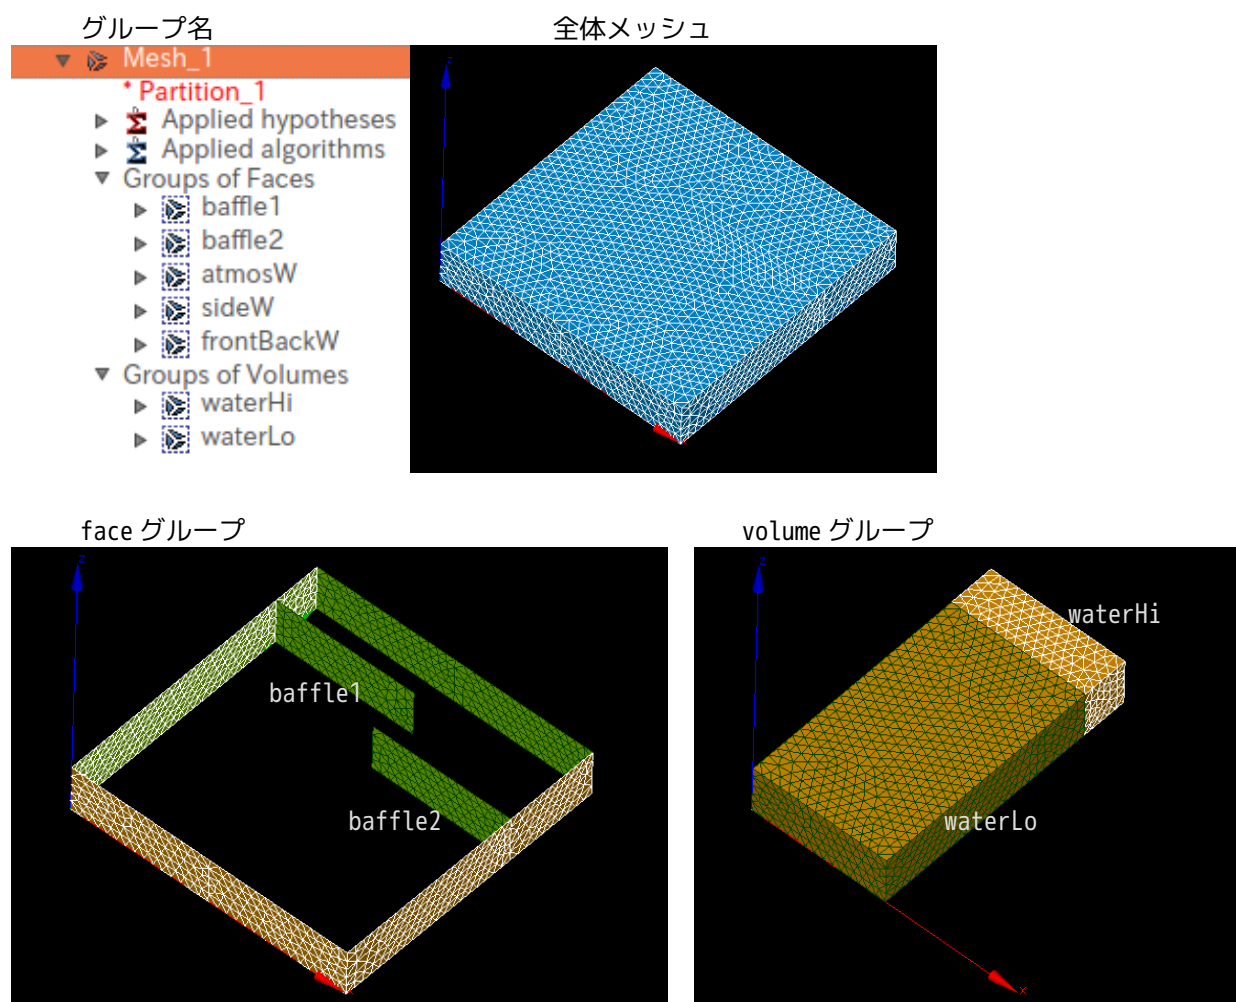 グループ名
全体メッシュ
Mesh_1
* Partition_1
Applied hypotheses
Applied algorithms
Groups of Faces
baffle1
baffle2
atmosW
sideW
frontBackW
Groups of Volumes
waterHi
waterLo
z
face グループ
volume グループ
z
baffle1
baffle2
z
waterHi
waterLo
x